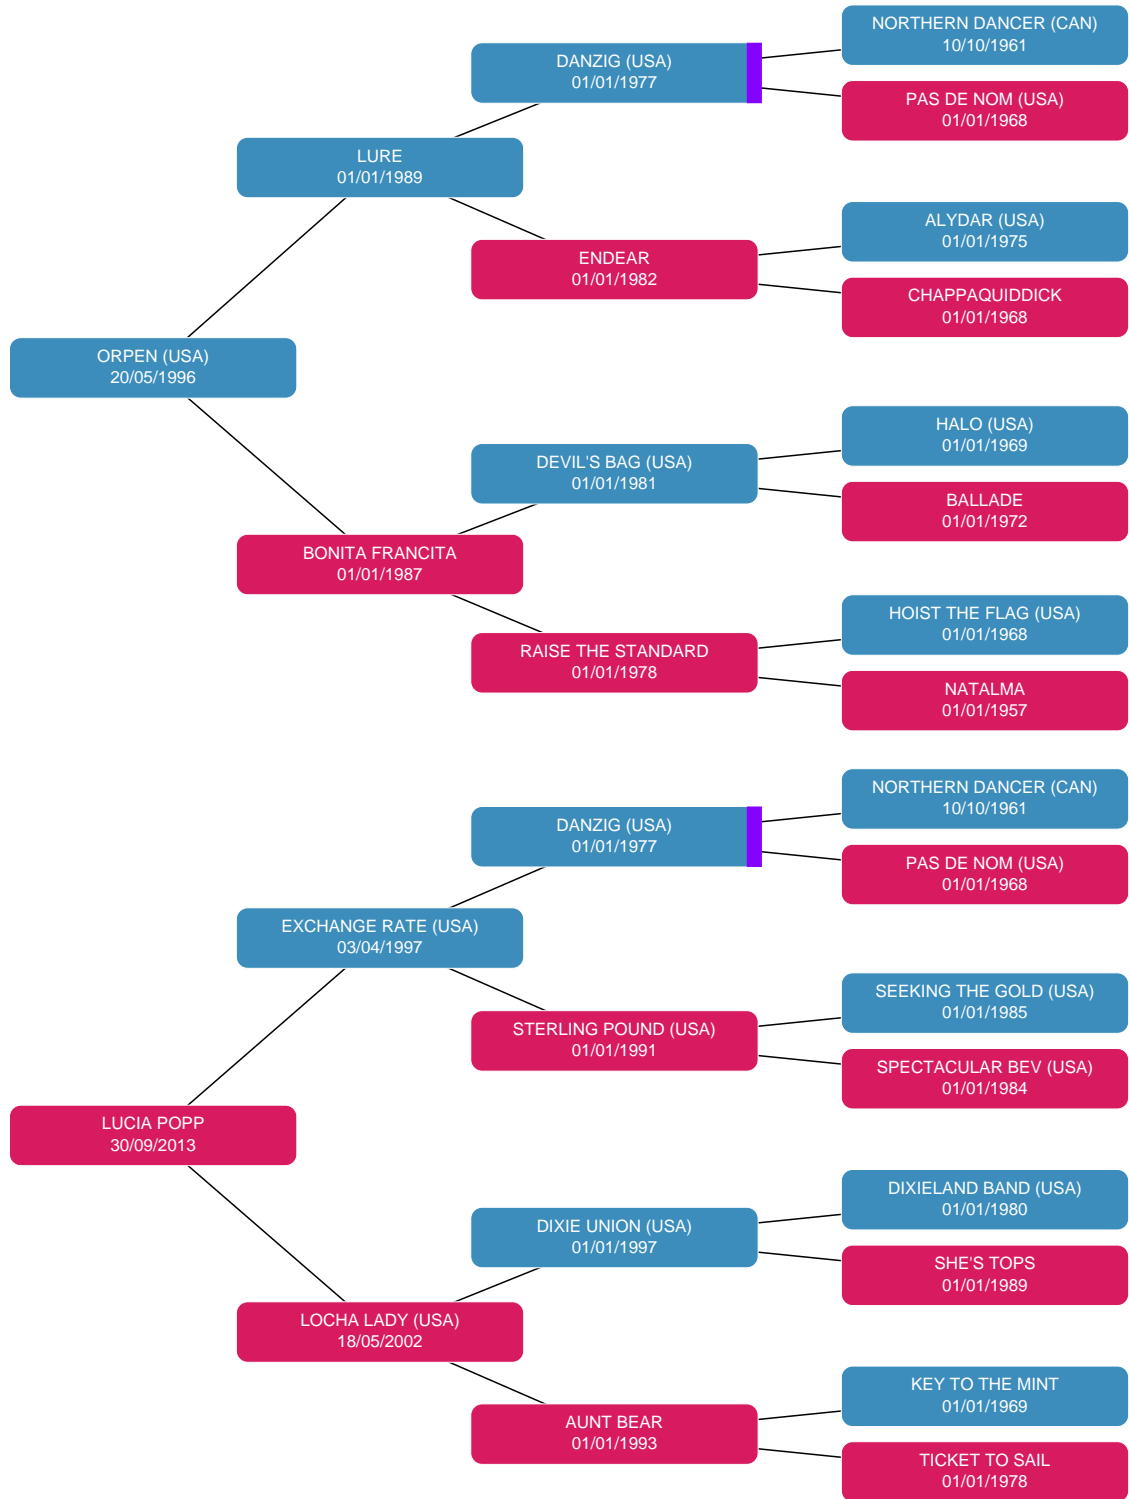 NORTHERN DANCER (CAN)
10/10/1961
DANZIG (USA)
01/01/1977
PAS DE NOM (USA)
01/01/1968
LURE
01/01/1989
ALYDAR (USA)
01/01/1975
ENDEAR
01/01/1982
CHAPPAQUIDDICK
01/01/1968
ORPEN (USA)
20/05/1996
HALO (USA)
01/01/1969
DEVIL'S BAG (USA)
01/01/1981
BALLADE
01/01/1972
BONITA FRANCITA
01/01/1987
HOIST THE FLAG (USA)
01/01/1968
RAISE THE STANDARD
01/01/1978
NATALMA
01/01/1957
NORTHERN DANCER (CAN)
10/10/1961
DANZIG (USA)
01/01/1977
PAS DE NOM (USA)
01/01/1968
EXCHANGE RATE (USA)
03/04/1997
SEEKING THE GOLD (USA)
01/01/1985
STERLING POUND (USA)
01/01/1991
SPECTACULAR BEV (USA)
01/01/1984
LUCIA POPP
30/09/2013
DIXIELAND BAND (USA)
01/01/1980
DIXIE UNION (USA)
01/01/1997
SHE'S TOPS
01/01/1989
LOCHA LADY (USA)
18/05/2002
KEY TO THE MINT
01/01/1969
AUNT BEAR
01/01/1993
TICKET TO SAIL
01/01/1978